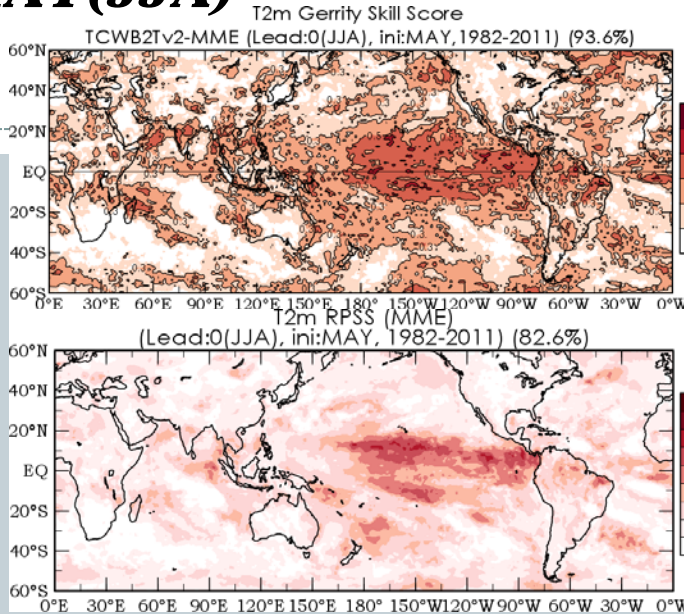 T2m Gerrity Skill Score
TCWB2Tv2-MME (Lead:0(JJA), ini:MAY,1982-2011) (93.6%)
60°N
40°N
20°N
EQ
20°S
40°S
60°S
0°E 30°E 60°E 90°E 120°E 150°E 180° 150°W 120°W 90°W 60°W 30°W 0°E
T2m RPSS (MME)
(Lead:0(JJA), ini:MAY, 1982-2011) (82.6%)
60°N
40°N
20°N
EQ
20°S
40°S
60°S
0°E 30°E 60°E 90°E 120°E 150°E 180° 150°W 120°W 90°W 60°W 30°W 0°E